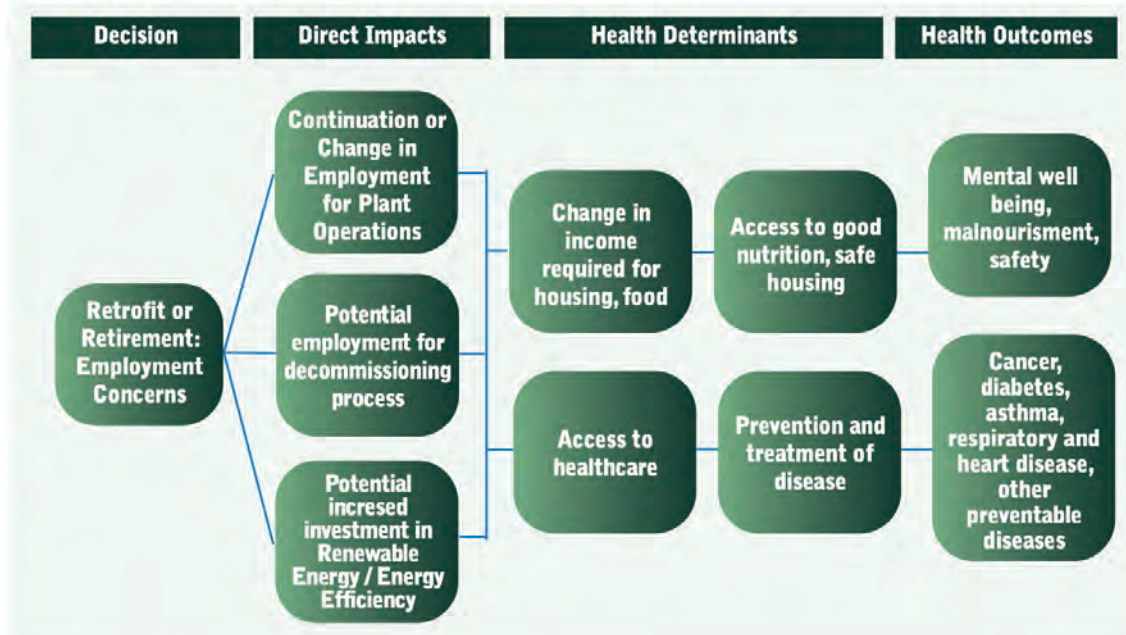 Decision
Direct Impacts
Health Determinants
Health Outcomes
Retrofit or
Retirement:
Employment
Concerns
Continuation or
Change in
Employment
for Plant
Operations
Potential
employment for
decommissioning
process
Potential
incresed
investment in
Renewable
Energy / Energy
Efficiency
Change in
income
required for
housing, food
Access to good
nutrition, safe
housing
Mental well
being,
malnourisment,
safety
Access to
healthcare
Prevention and
treatment of
disease
Cancer,
diabetes,
asthma,
respiratory and
heart disease,
other
preventable
diseases